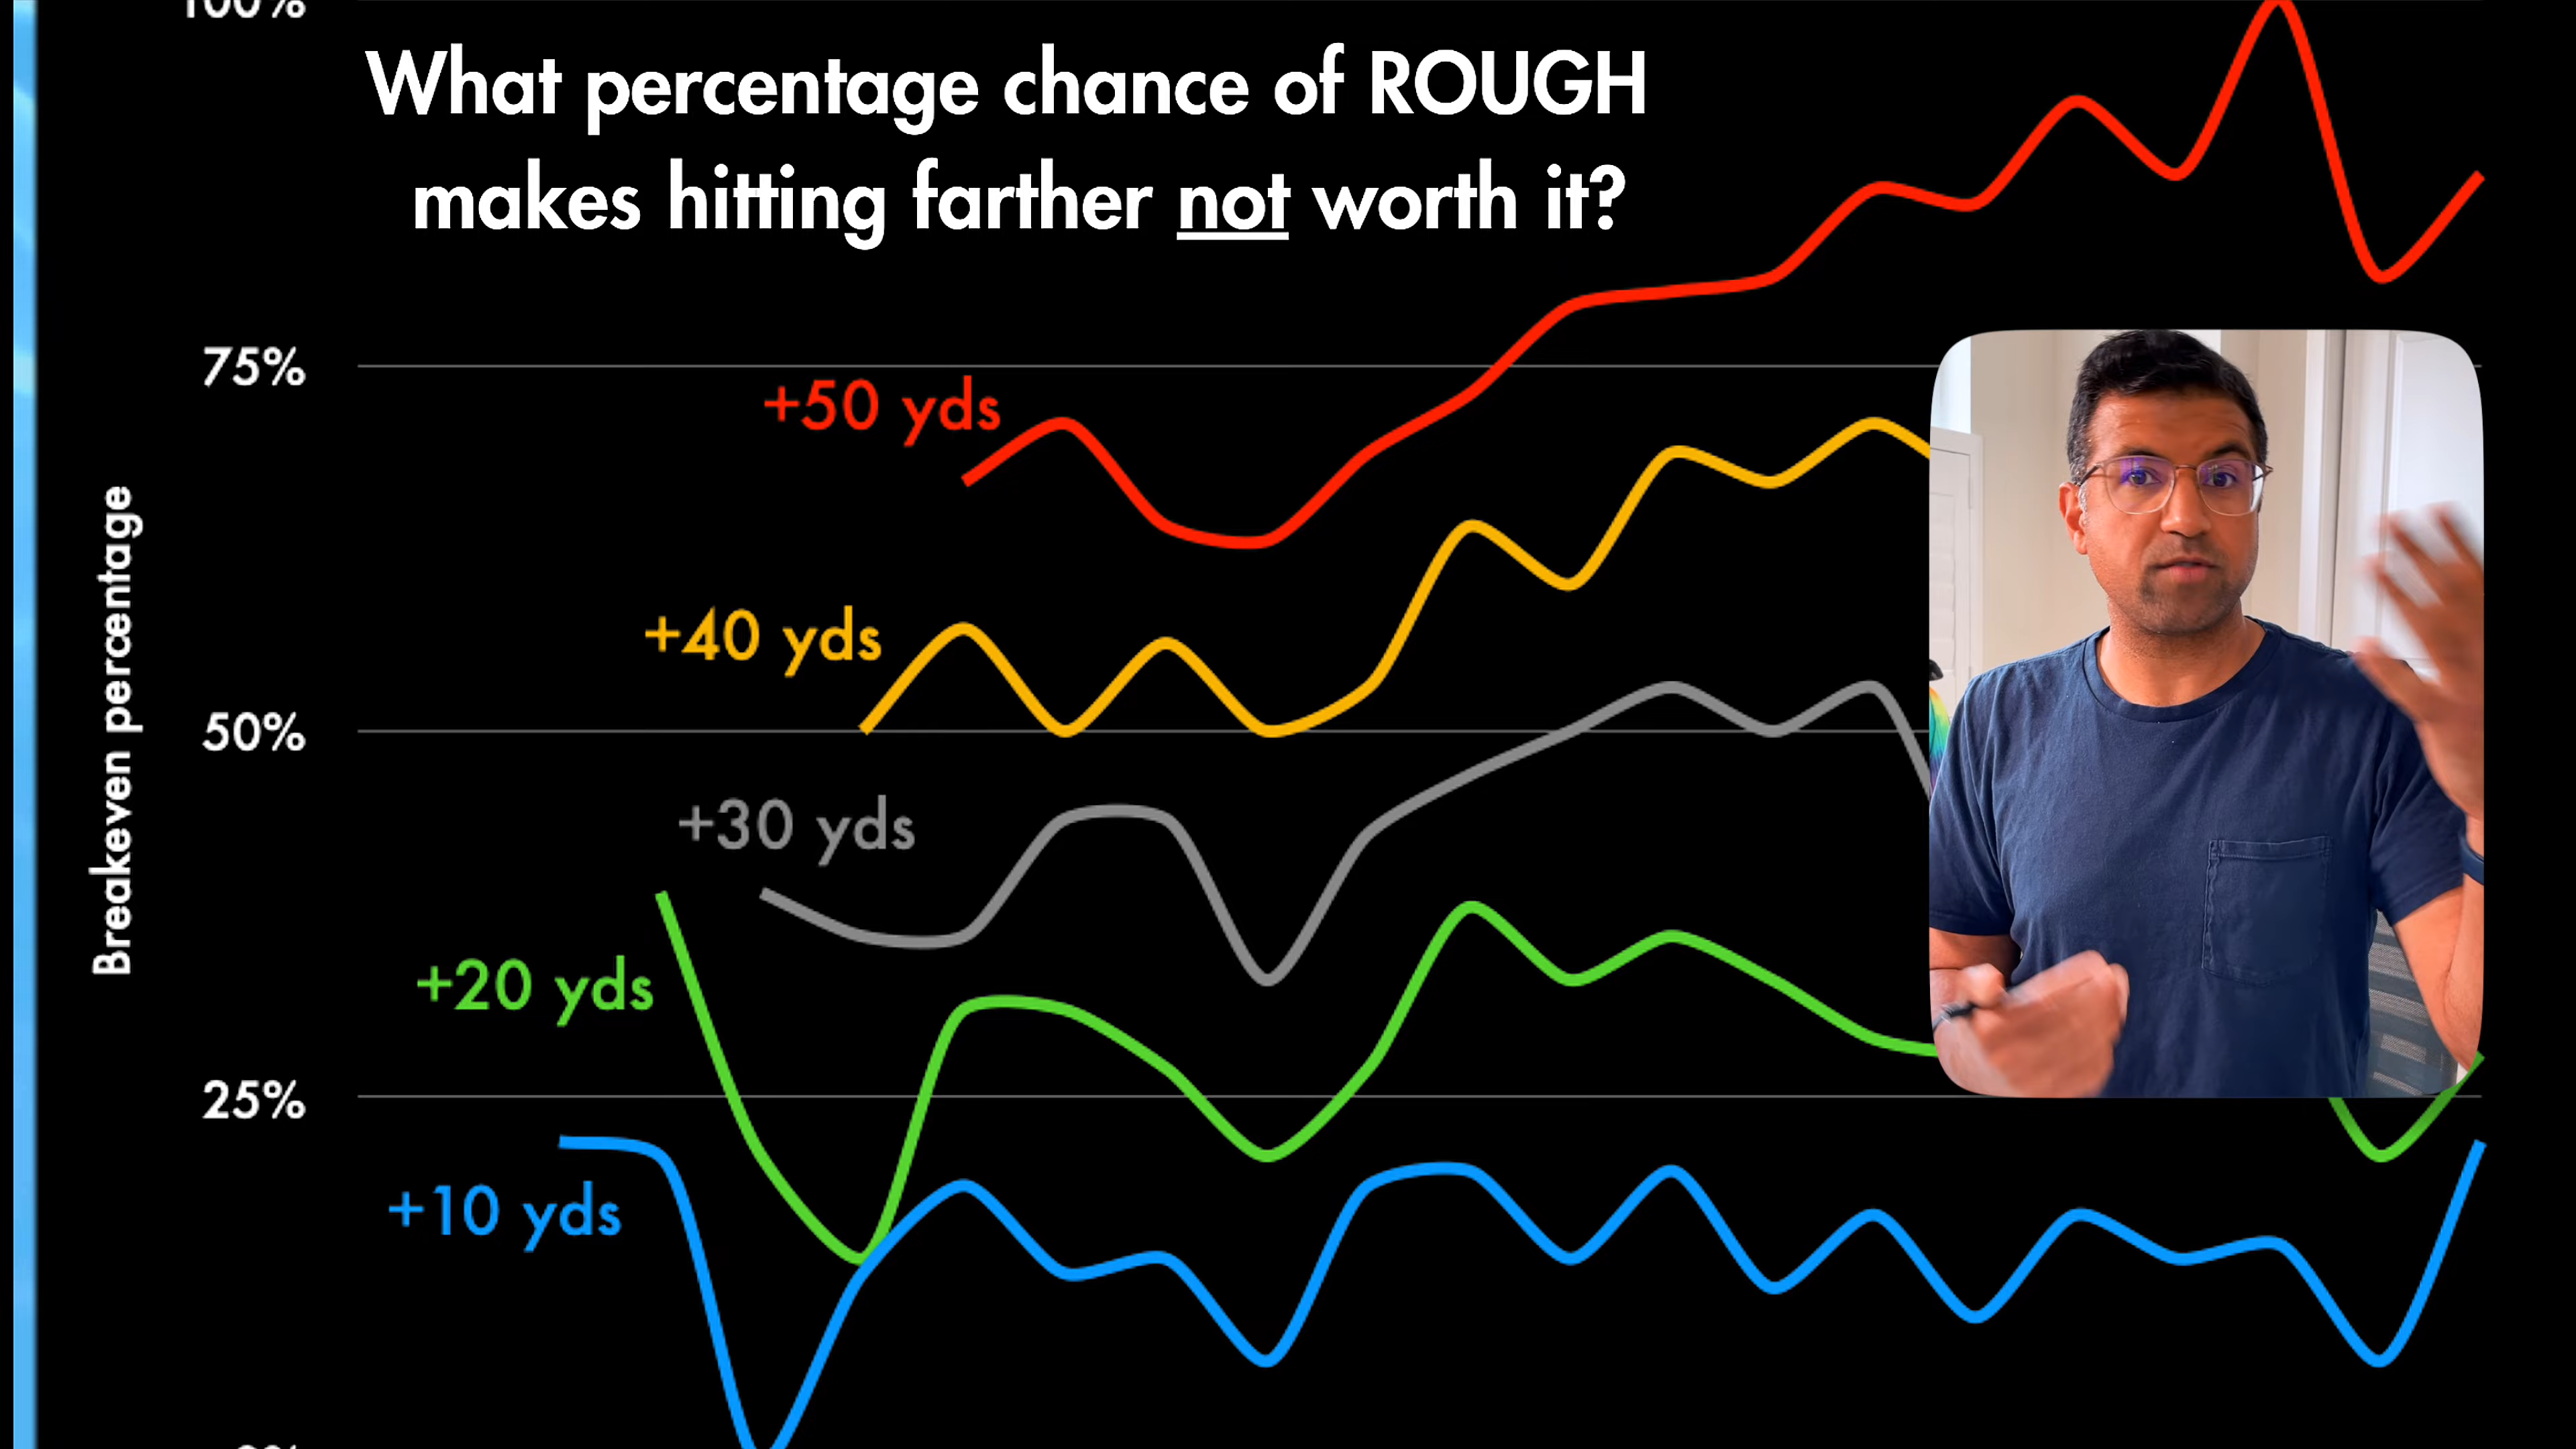 100%
What percentage chance of ROUGH
makes hitting farther not worth it?
75%
+50 yds
+40 yds
50%
+30 yds
+20 yds
25%
+10 yds
Breakeven percentage